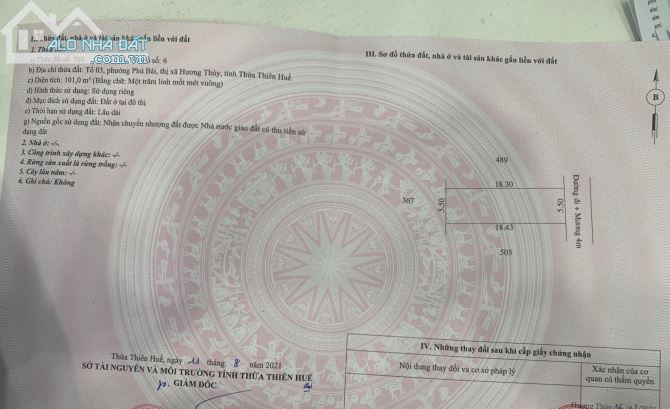 ALO NHÀ ĐẤT
.com.vn
I. Thửa đất, nhà ở và tài sản khác gắn liền với đất
1. Thửa
a) Thửa đất số: số: 6
b) Địa chỉ thửa đất: Tổ 03, phường Phú Bài, thị xã Hương Thủy, tỉnh Thừa Thiên Huế
c) Diện tích: 101,0 m² (Bằng chữ: Một trăm linh mốt mét vuông)
d) Hình thức sử dụng: Sử dụng riêng
đ) Mục đích sử dụng đất: Đất ở tại đô thị
e) Thời hạn sử dụng đất: Lâu dài
g) Nguồn gốc sử dụng đất: Nhận chuyển nhượng đất được Nhà nước giao đất có thu tiền sử
dụng đất
2. Nhà ở: -/-
3. Công trình xây dựng khác: -/-
4. Rừng sản xuất là rừng trồng: -/-
5. Cây lâu năm: -/-
6. Ghi chú: Không
Thừa Thiên Huế, ngày 11 tháng 8 năm 2021
SỞ TÀI NGUYÊN VÀ MÔI TRƯỜNG TỈNH THỪA THIÊN HUẾ
GIÁM ĐỐC
III. Sơ đồ thửa đất, nhà ở và tài sản khác gắn liền với đất
B
489
18.30
367
5.50
5.50
Đường đi + Mương 4m
18.43
503
IV. Những thay đổi sau khi cấp giấy chứng nhận
Nội dung thay đổi và cơ sở pháp lý
Xác nhận của cơ
quan có thẩm quyền